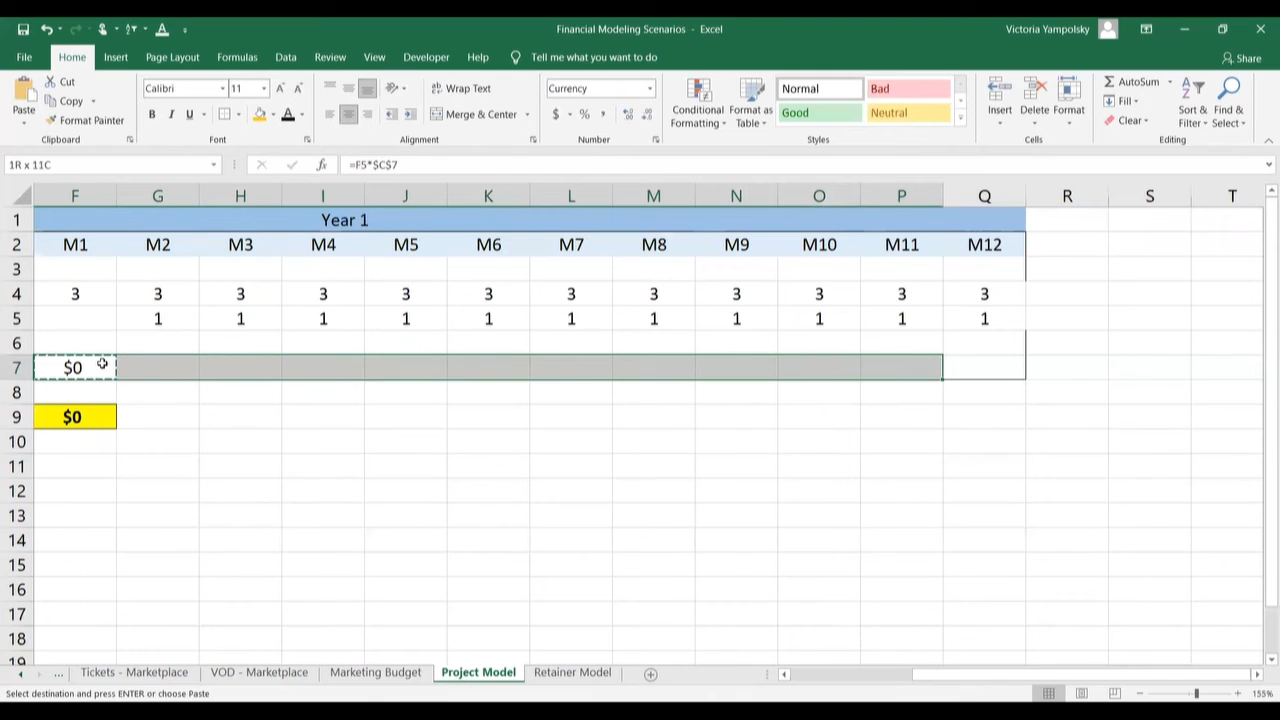 Financial Modeling Scenarios - Excel
Victoria Yampolsky
File Home Insert Page Layout Formulas Data Review View Developer Help Tell me what you want to do Share
Paste
Cut
Copy
Format Painter
Clipboard
Calibri 11
B I U
Font
Wrap Text
Merge & Center
Alignment
Currency
$ % ,
Number
Conditional
Formatting
Format as
Table
Normal Bad
Good Neutral
Styles
Insert Delete Format
Cells
AutoSum
Fill
Clear
Sort &
Filter
Find &
Select
Editing
1R x 11C fx =F5*$C$7
F G H I J K L M N O P Q R S T
1 Year 1
2 M1 M2 M3 M4 M5 M6 M7 M8 M9 M10 M11 M12
3
4 3 3 3 3 3 3 3 3 3 3 3 3
5 1 1 1 1 1 1 1 1 1 1 1
6
7 $0
8
9 $0
10
11
12
13
14
15
16
17
18
19
... Tickets - Marketplace VOD - Marketplace Marketing Budget Project Model Retainer Model
Select destination and press ENTER or choose Paste 155%